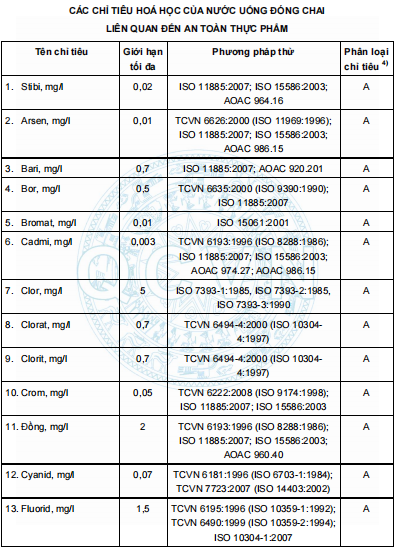 CÁC CHỈ TIÊU HOÁ HỌC CỦA NƯỚC UỐNG ĐÓNG CHAI
LIÊN QUAN ĐẾN AN TOÀN THỰC PHẨM
Tên chỉ tiêu
Giới hạn
tối đa
Phương pháp thử
Phân loại
chỉ tiêu 4)
1. Stibi, mg/l
0,02
ISO 11885:2007; ISO 15586:2003;
AOAC 964.16
A
2. Arsen, mg/l
0,01
TCVN 6626:2000 (ISO 11969:1996);
ISO 11885:2007; ISO 15586:2003;
AOAC 986.15
A
3. Bari, mg/l
0,7
ISO 11885:2007; AOAC 920.201
A
4. Bor, mg/l
0,5
TCVN 6635:2000 (ISO 9390:1990);
ISO 11885:2007
A
5. Bromat, mg/l
0,01
ISO 15061:2001
A
6. Cadmi, mg/l
0,003
TCVN 6193:1996 (ISO 8288:1986);
ISO 11885:2007; ISO 15586:2003;
AOAC 974.27; AOAC 986.15
A
7. Clor, mg/l
5
ISO 7393-1:1985, ISO 7393-2:1985,
ISO 7393-3:1990
A
8. Clorat, mg/l
0,7
TCVN 6494-4:2000 (ISO 10304-
4:1997)
A
9. Clorit, mg/l
0,7
TCVN 6494-4:2000 (ISO 10304-
4:1997)
A
10. Crom, mg/l
0,05
TCVN 6222:2008 (ISO 9174:1998);
ISO 11885:2007; ISO 15586:2003
A
11. Đồng, mg/l
2
TCVN 6193:1996 (ISO 8288:1986);
ISO 11885:2007; ISO 15586:2003;
AOAC 960.40
A
12. Cyanid, mg/l
0,07
TCVN 6181:1996 (ISO 6703-1:1984);
TCVN 7723:2007 (ISO 14403:2002)
A
13. Fluorid, mg/l
1,5
TCVN 6195:1996 (ISO 10359-1:1992);
TCVN 6490:1999 (ISO 10359-2:1994);
ISO 10304-1:2007
A